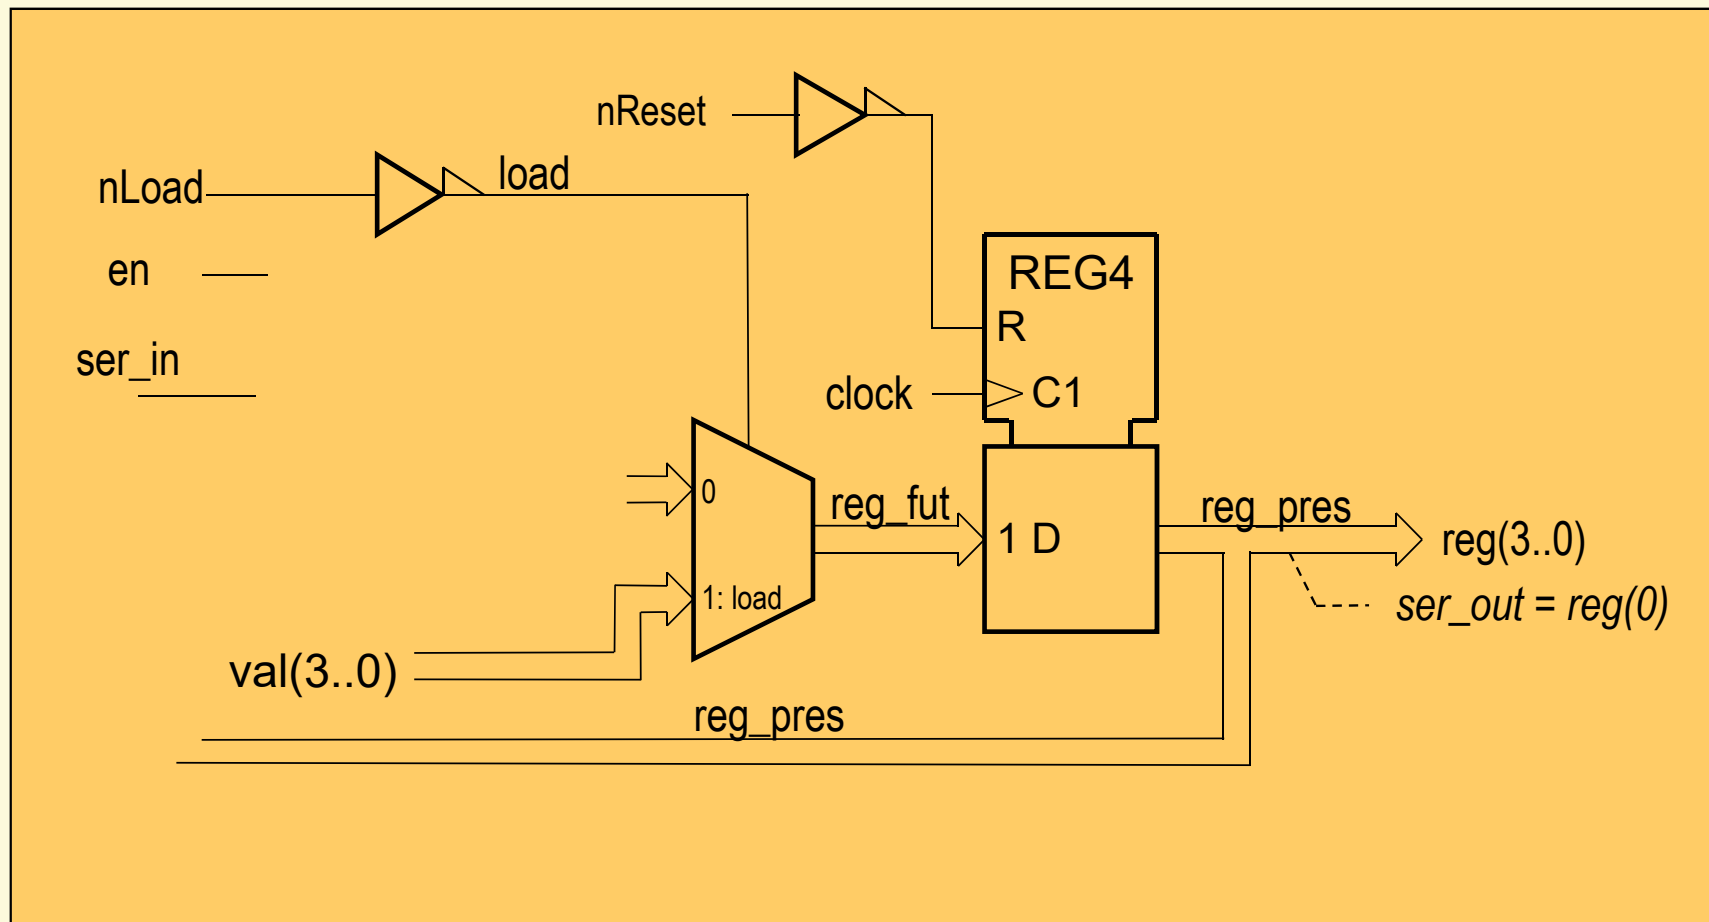 nReset
nLoad
load
en
REG4
R
ser_in
clock
C1
0
reg_fut
reg_pres
1 D
reg(3..0)
1: load
ser_out = reg(0)
val(3..0)
reg_pres